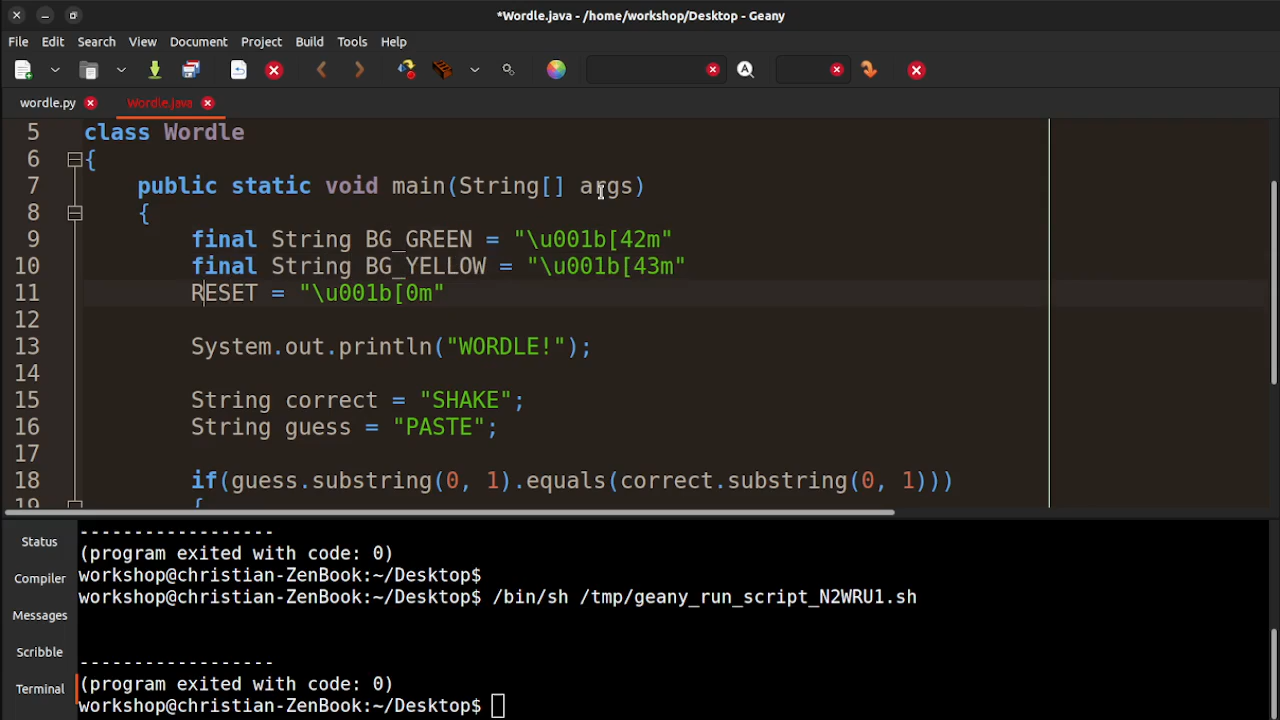 *Wordle.java - /home/workshop/Desktop - Geany
File Edit Search View Document Project Build Tools Help
wordle.py Wordle.java
5 class Wordle
6 {
7 public static void main(String[] args)
8 {
9 final String BG_GREEN = "\u001b[42m"
10 final String BG_YELLOW = "\u001b[43m"
11 RESET = "\u001b[0m"
12
13 System.out.println("WORDLE!");
14
15 String correct = "SHAKE";
16 String guess = "PASTE";
17
18 if(guess.substring(0, 1).equals(correct.substring(0, 1)))
19 {
Status
Compiler
Messages
Scribble
Terminal
------------------
(program exited with code: 0)
workshop@christian-ZenBook:~/Desktop$
workshop@christian-ZenBook:~/Desktop$ /bin/sh /tmp/geany_run_script_N2WRU1.sh
------------------
(program exited with code: 0)
workshop@christian-ZenBook:~/Desktop$